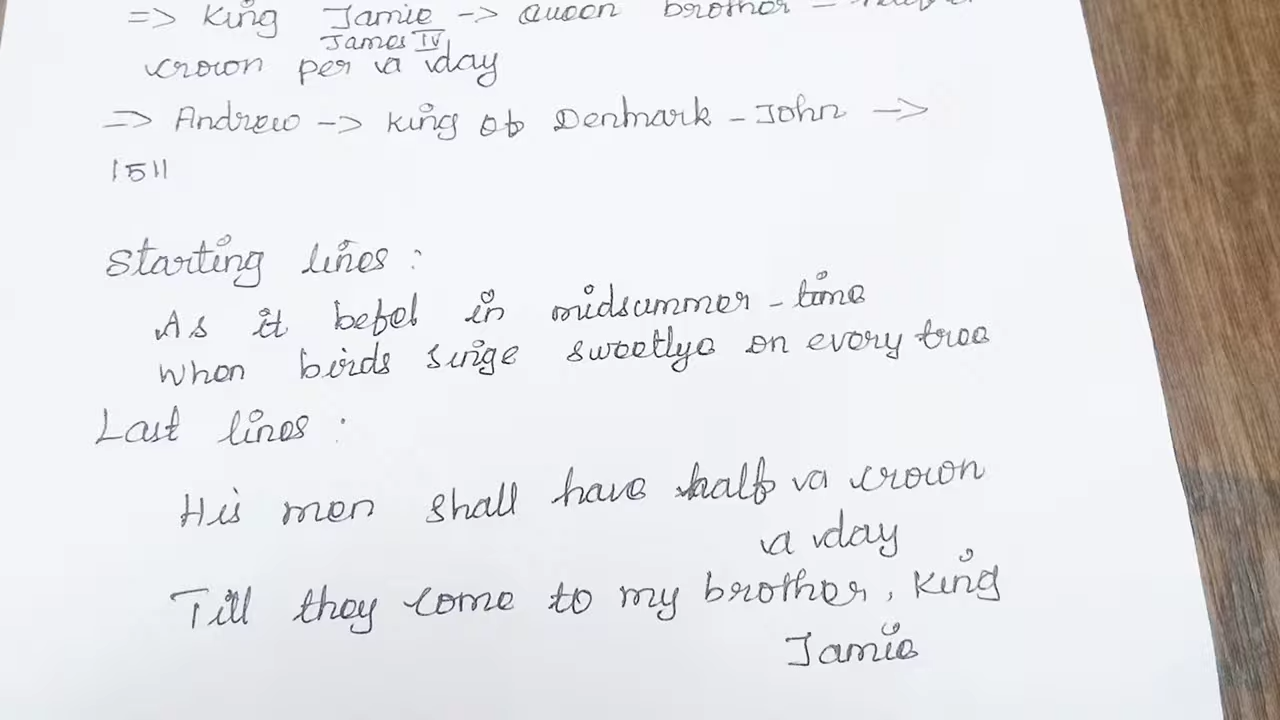 => King Jamie -> Queen brother -
James IV
crown per a day
=> Andrew -> King of Denmark - John ->
1511
Starting lines :
As it befel in midsummer - time
When birds singe sweetlye on every tree
Last lines :
His men shall have half a crown
a day
Till they come to my brother, King
Jamie